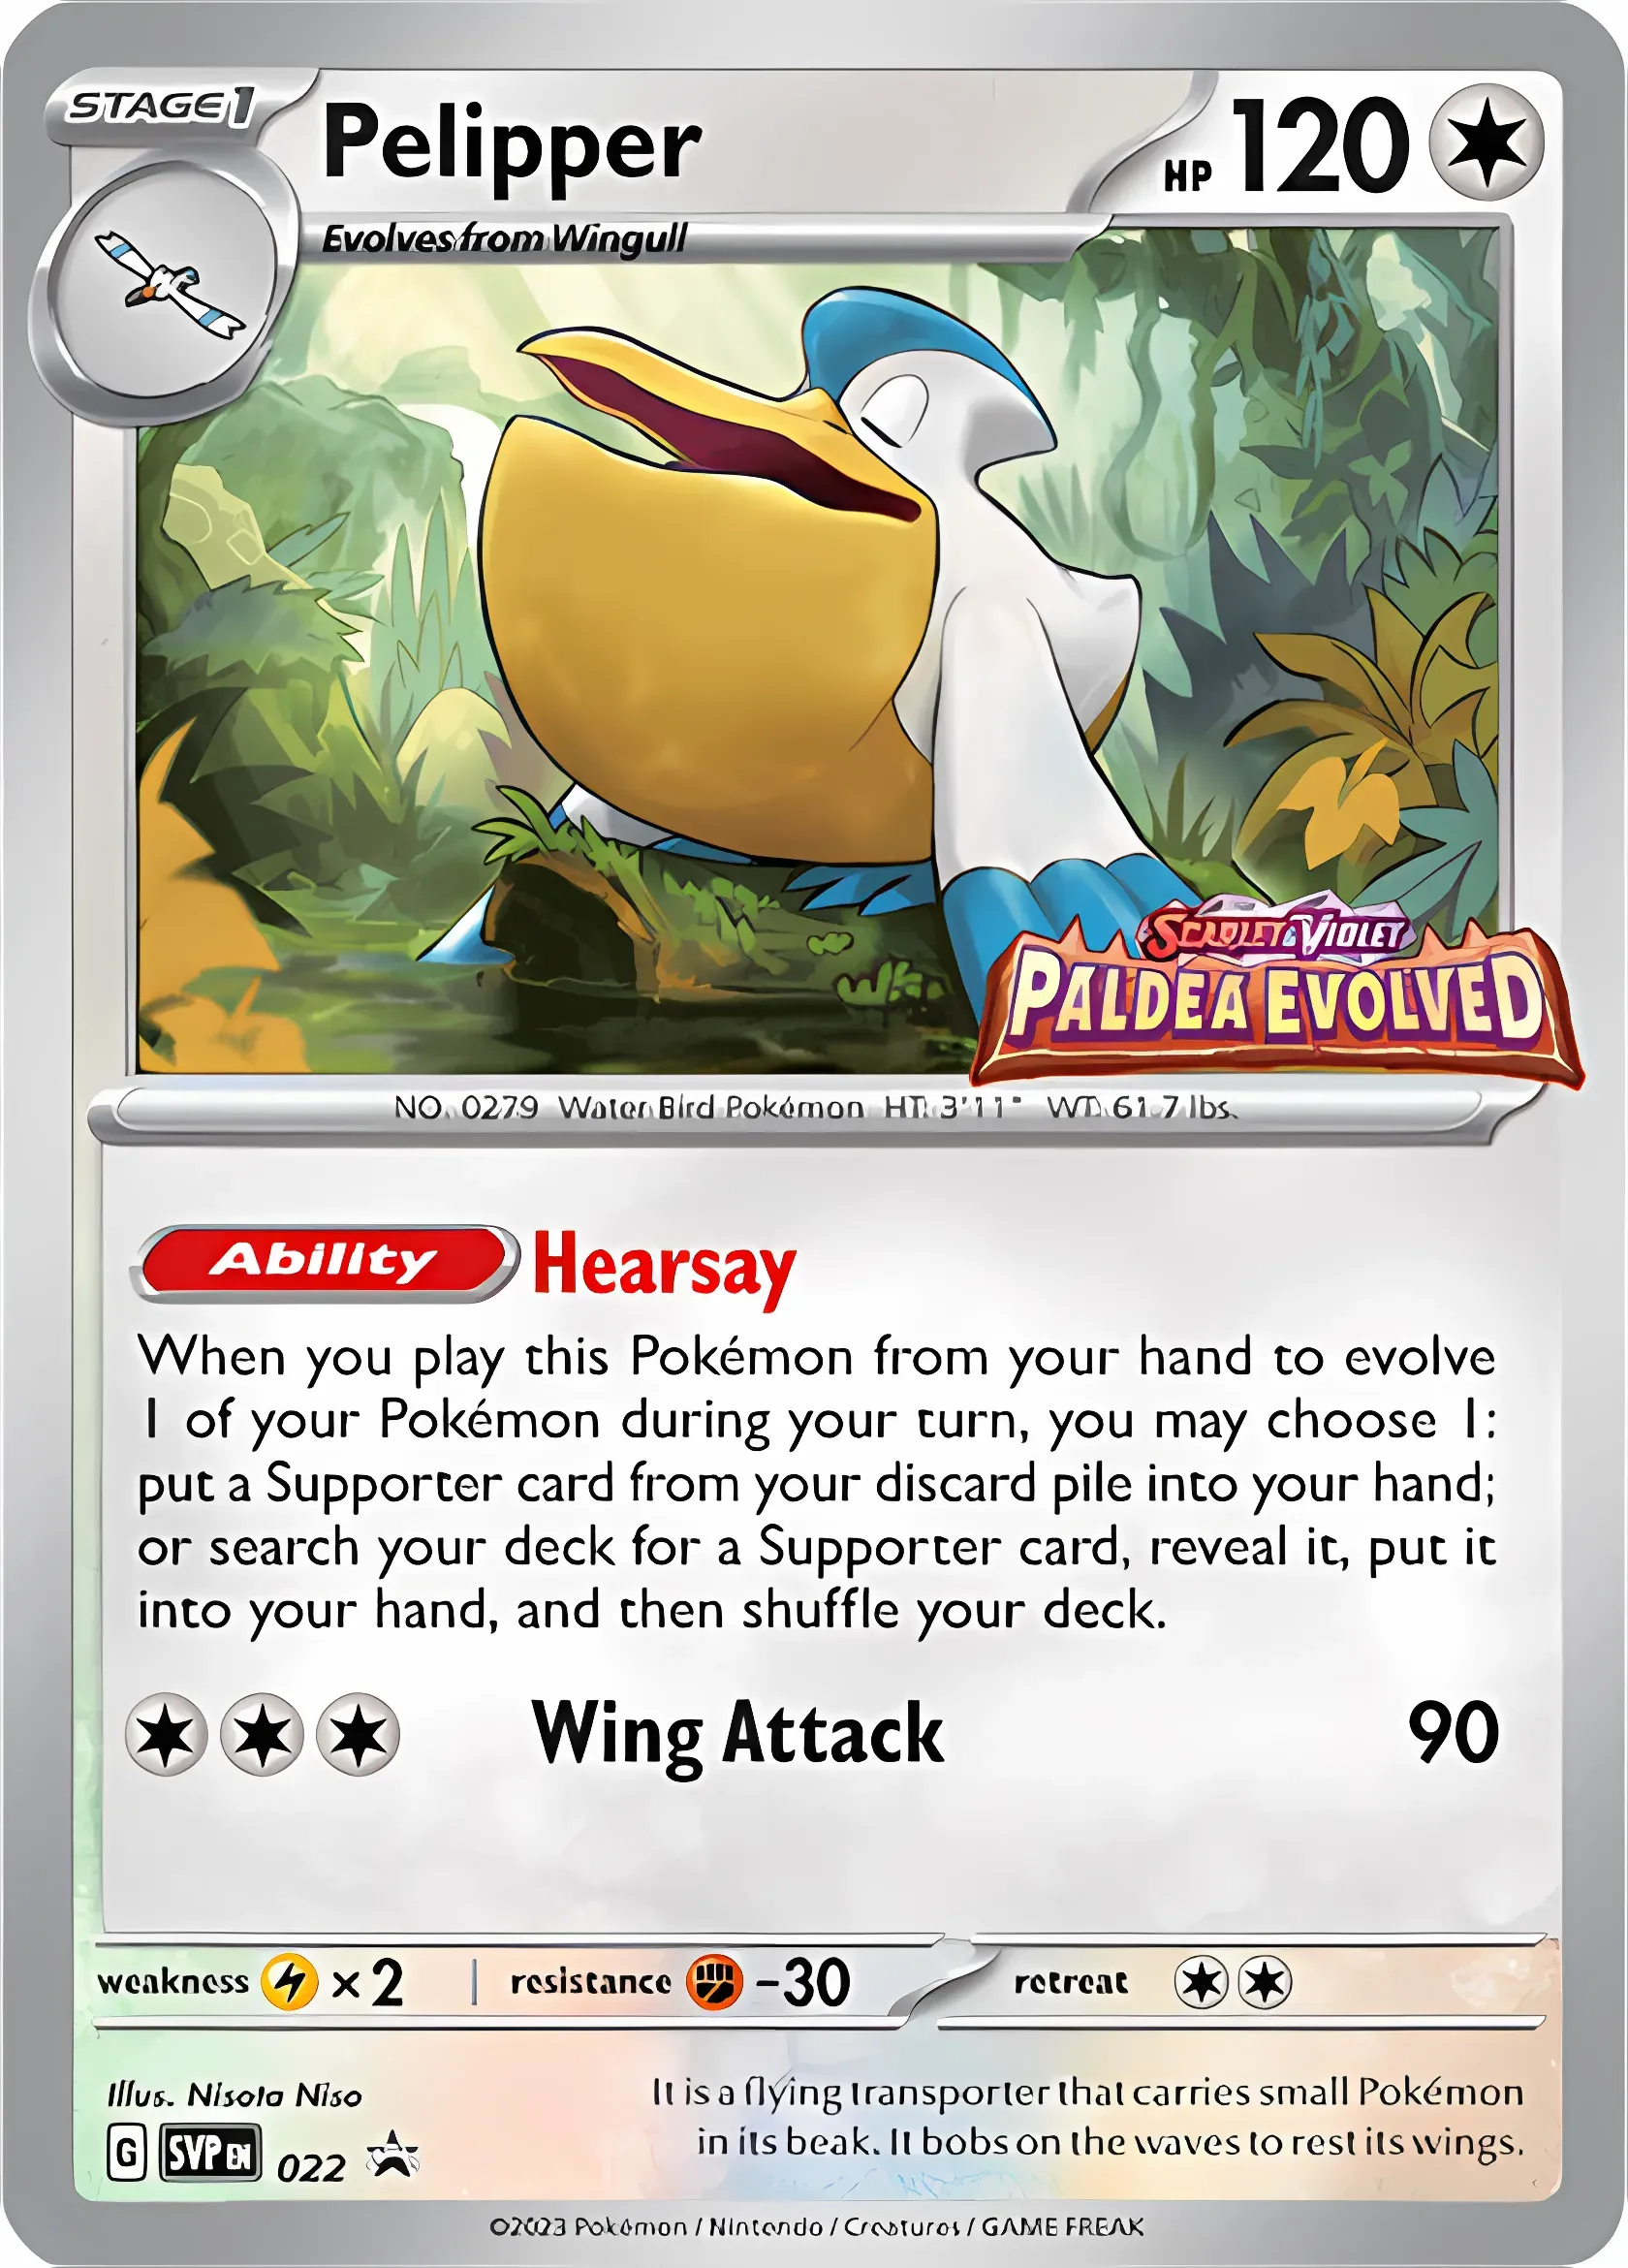 STAGE 1
Pelipper
HP 120
Evolves from Wingull
SCARLET & VIOLET
PALDEA EVOLVED
NO. 0279 Water Bird Pokémon HT: 3'11" WT: 61.7 lbs.
Ability Hearsay
When you play this Pokémon from your hand to evolve
1 of your Pokémon during your turn, you may choose 1:
put a Supporter card from your discard pile into your hand;
or search your deck for a Supporter card, reveal it, put it
into your hand, and then shuffle your deck.
Wing Attack 90
weakness ×2 resistance -30 retreat
Illus. Nisota Niso
It is a flying transporter that carries small Pokémon
in its beak. It bobs on the waves to rest its wings.
G SVP EN 022
©2023 Pokémon / Nintendo / Creatures / GAME FREAK